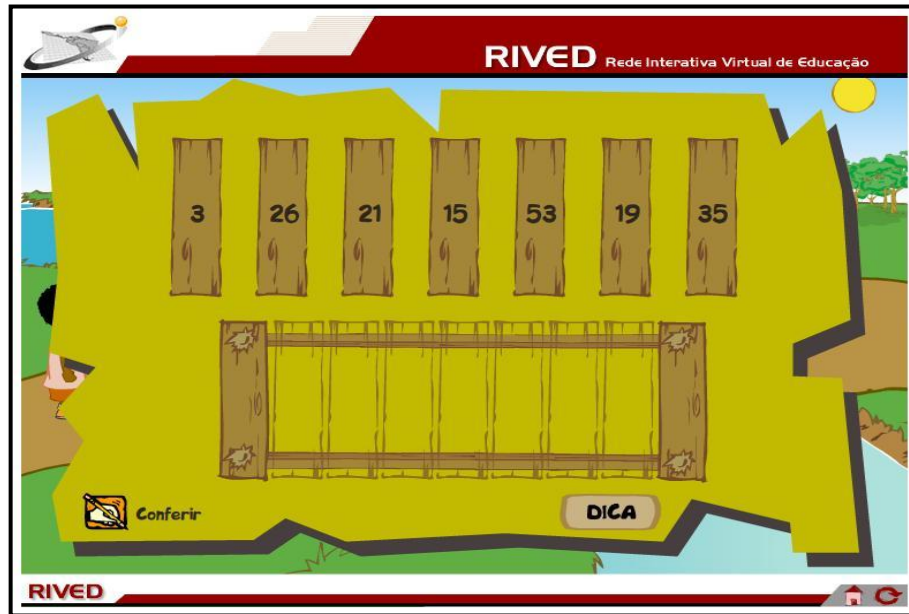 RIVED Rede Interativa Virtual de Educação
3 26 21 15 53 19 35
Conferir
DICA
RIVED